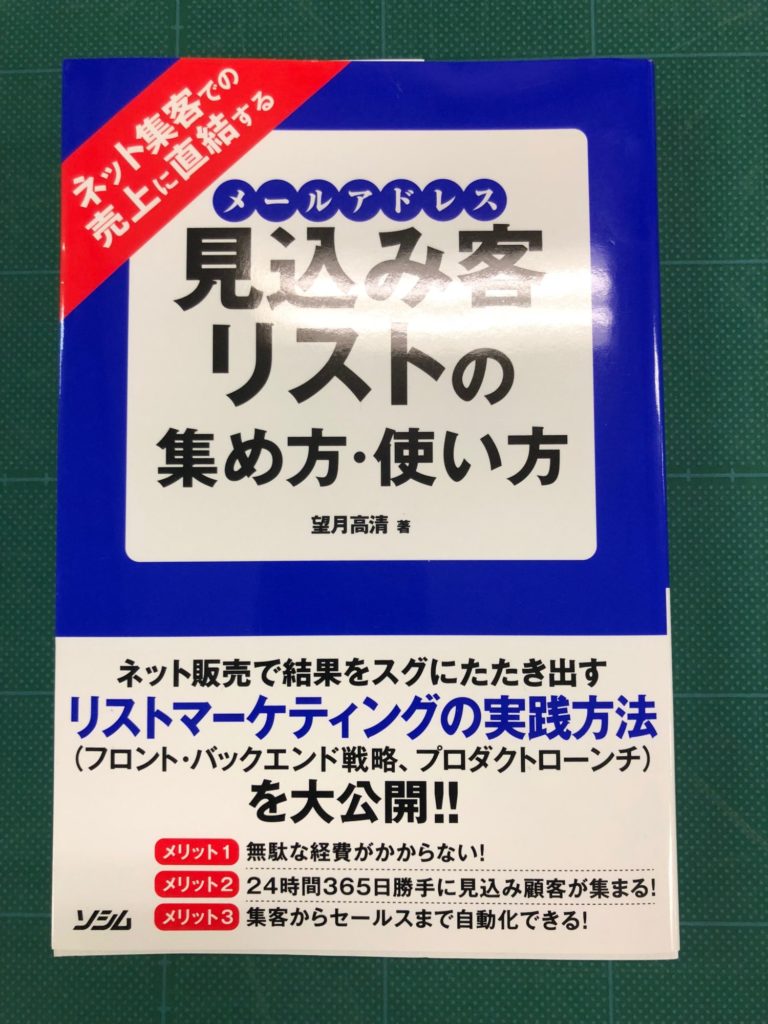 ネット集客での
売上に直結する
メールアドレス
見込み客
リストの
集め方・使い方
望月高清 著
ネット販売で結果をスグにたたき出す
リストマーケティングの実践方法
(フロント・バックエンド戦略、プロダクトローンチ)
を大公開!!
メリット1 無駄な経費がかからない!
メリット2 24時間365日勝手に見込み顧客が集まる!
メリット3 集客からセールスまで自動化できる!
ソシム